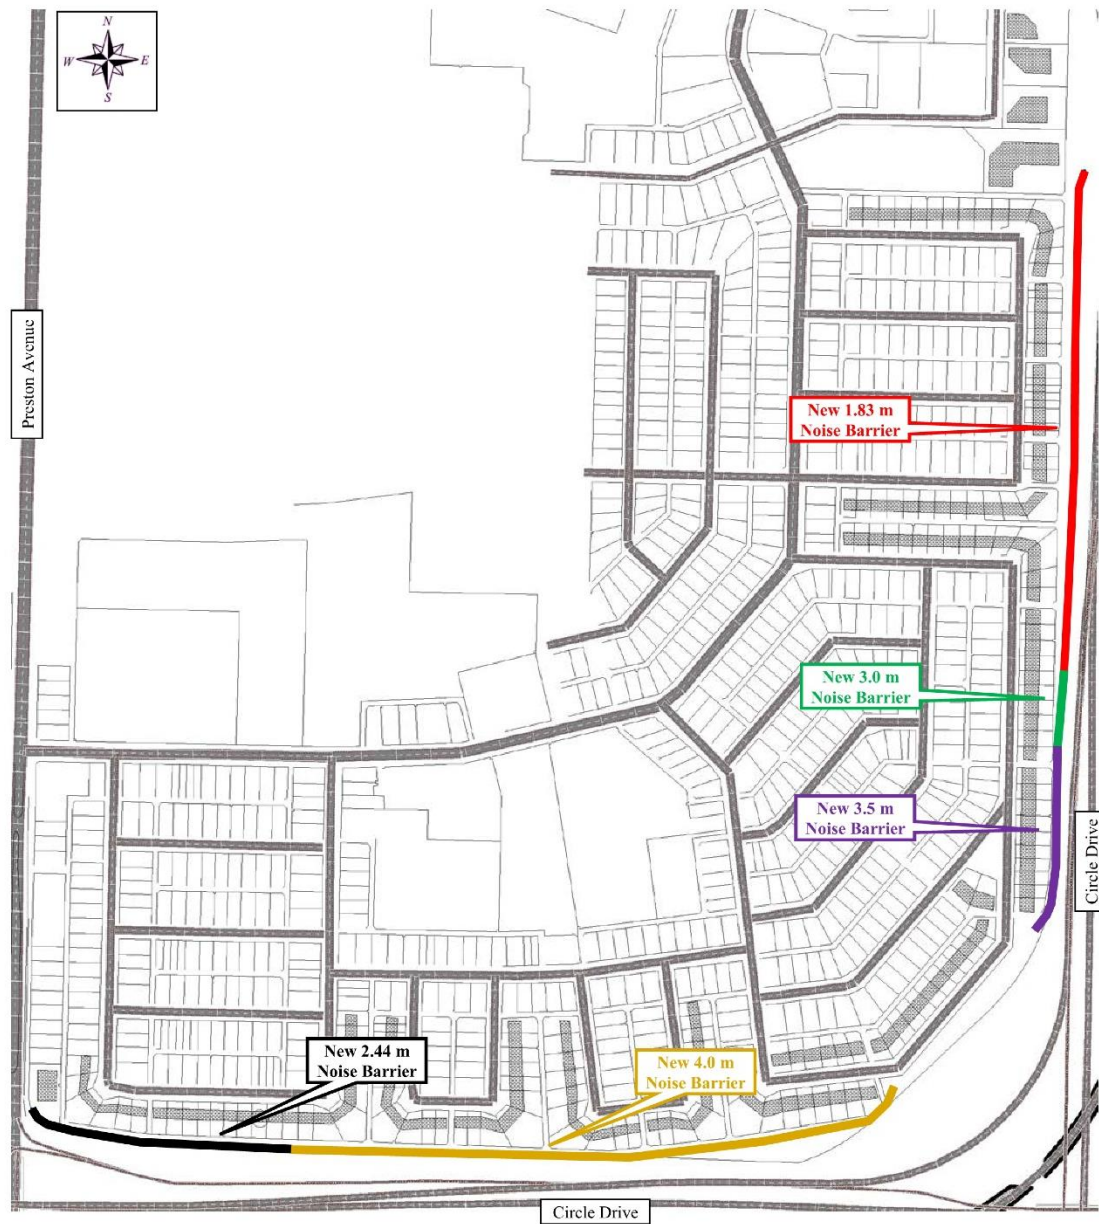 N
W E
S
Preston Avenue
New 1.83 m
Noise Barrier
New 3.0 m
Noise Barrier
New 3.5 m
Noise Barrier
Circle Drive
New 2.44 m
Noise Barrier
New 4.0 m
Noise Barrier
Circle Drive